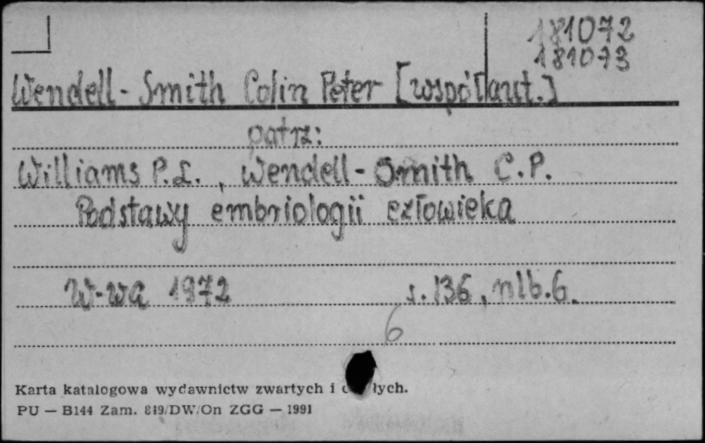 181072
181073
Wendell-Smith Colin Peter [współaut.]
patrz:
Williams P.L., Wendell-Smith C.P.
Podstawy embriologii człowieka
W-wa 1972 s. 136, nlb. 6.
6
Karta katalogowa wydawnictw zwartych i
PU — B144 Zam. 819/DW/On ZGG — 1991